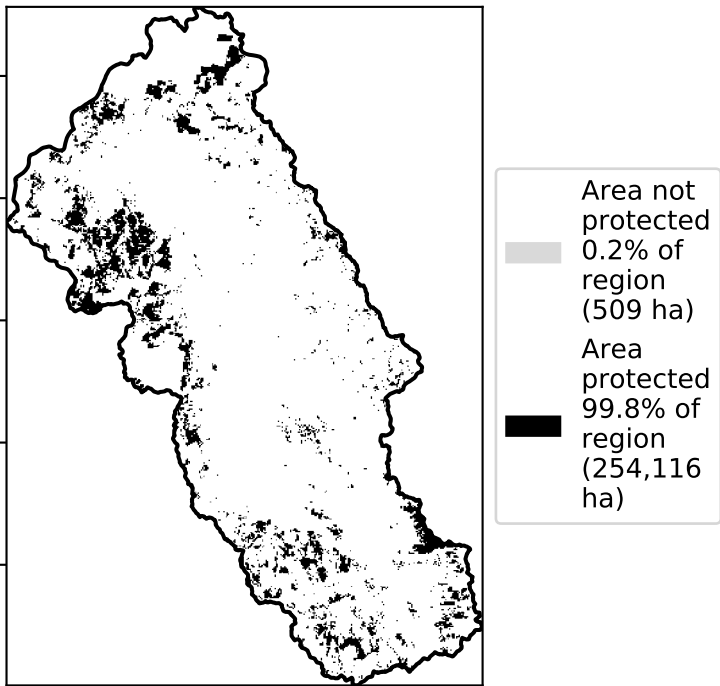 Area not
protected
0.2% of
region
(509 ha)
Area
protected
99.8% of
region
(254,116
ha)